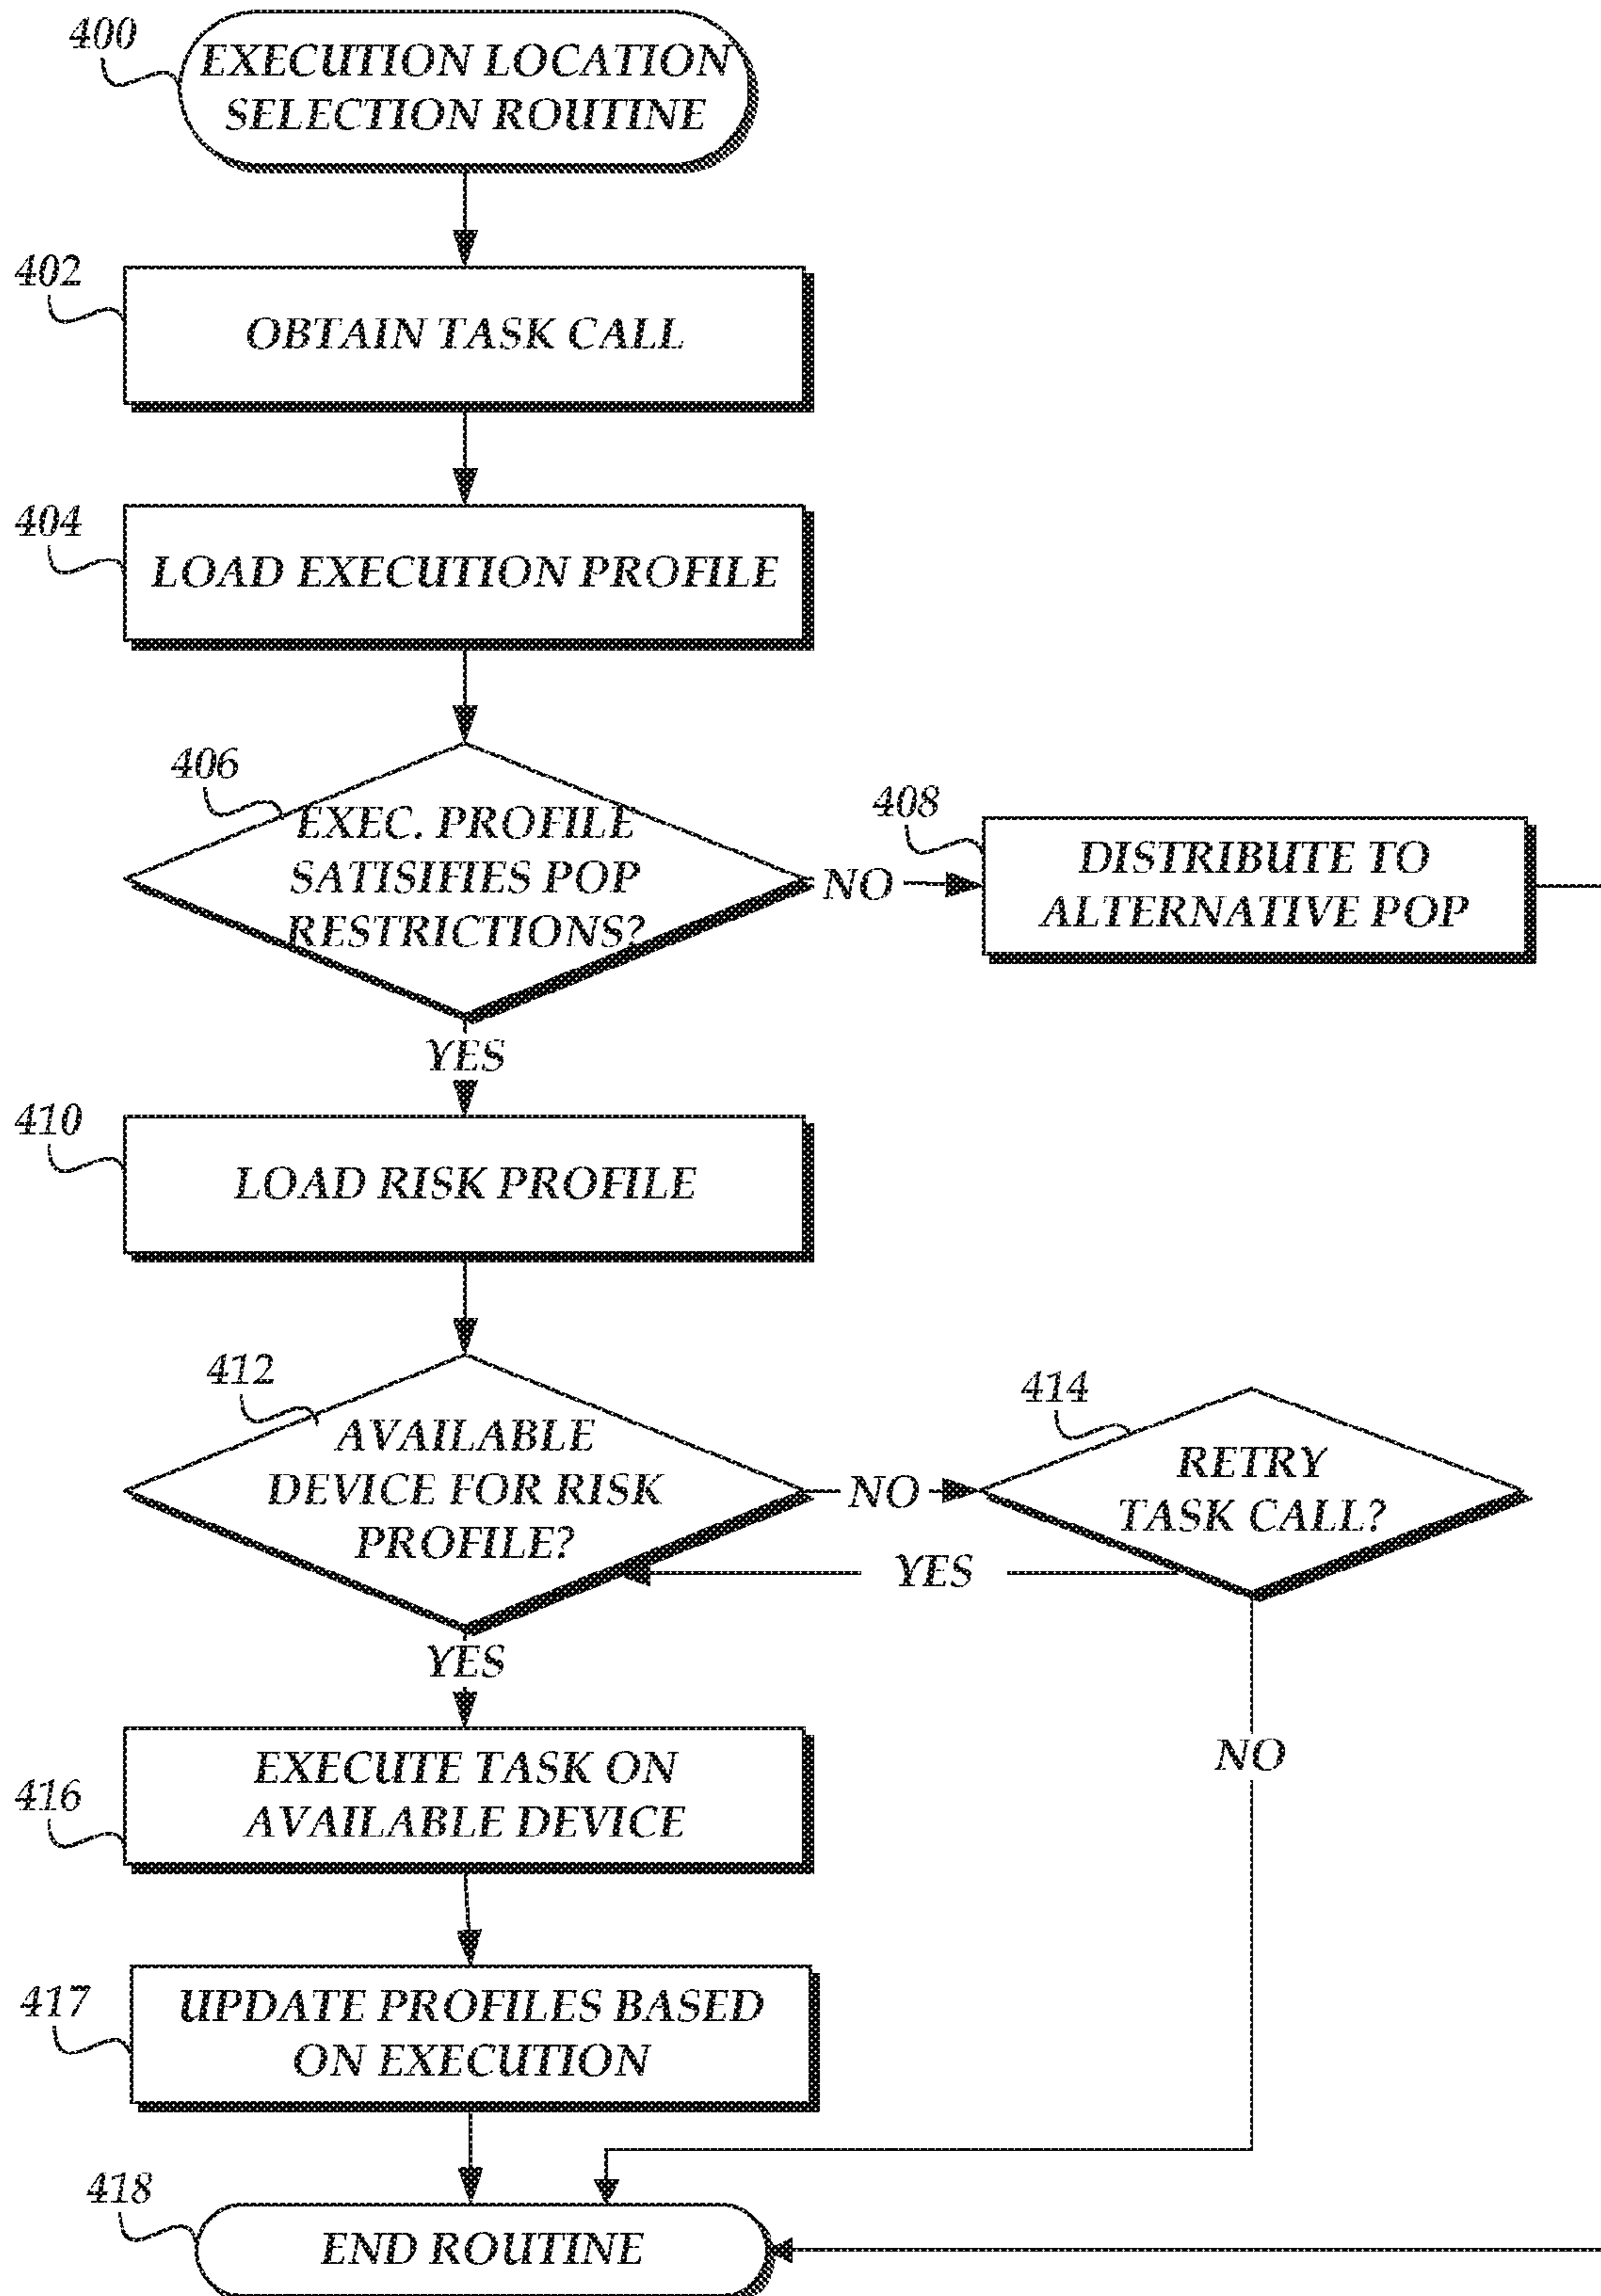 400
EXECUTION LOCATION
SELECTION ROUTINE
402
OBTAIN TASK CALL
404
LOAD EXECUTION PROFILE
406
EXEC. PROFILE
SATISIFIES POP
RESTRICTIONS?
NO
408
DISTRIBUTE TO
ALTERNATIVE POP
YES
410
LOAD RISK PROFILE
412
AVAILABLE
DEVICE FOR RISK
PROFILE?
NO
414
RETRY
TASK CALL?
YES
YES
NO
416
EXECUTE TASK ON
AVAILABLE DEVICE
417
UPDATE PROFILES BASED
ON EXECUTION
418
END ROUTINE